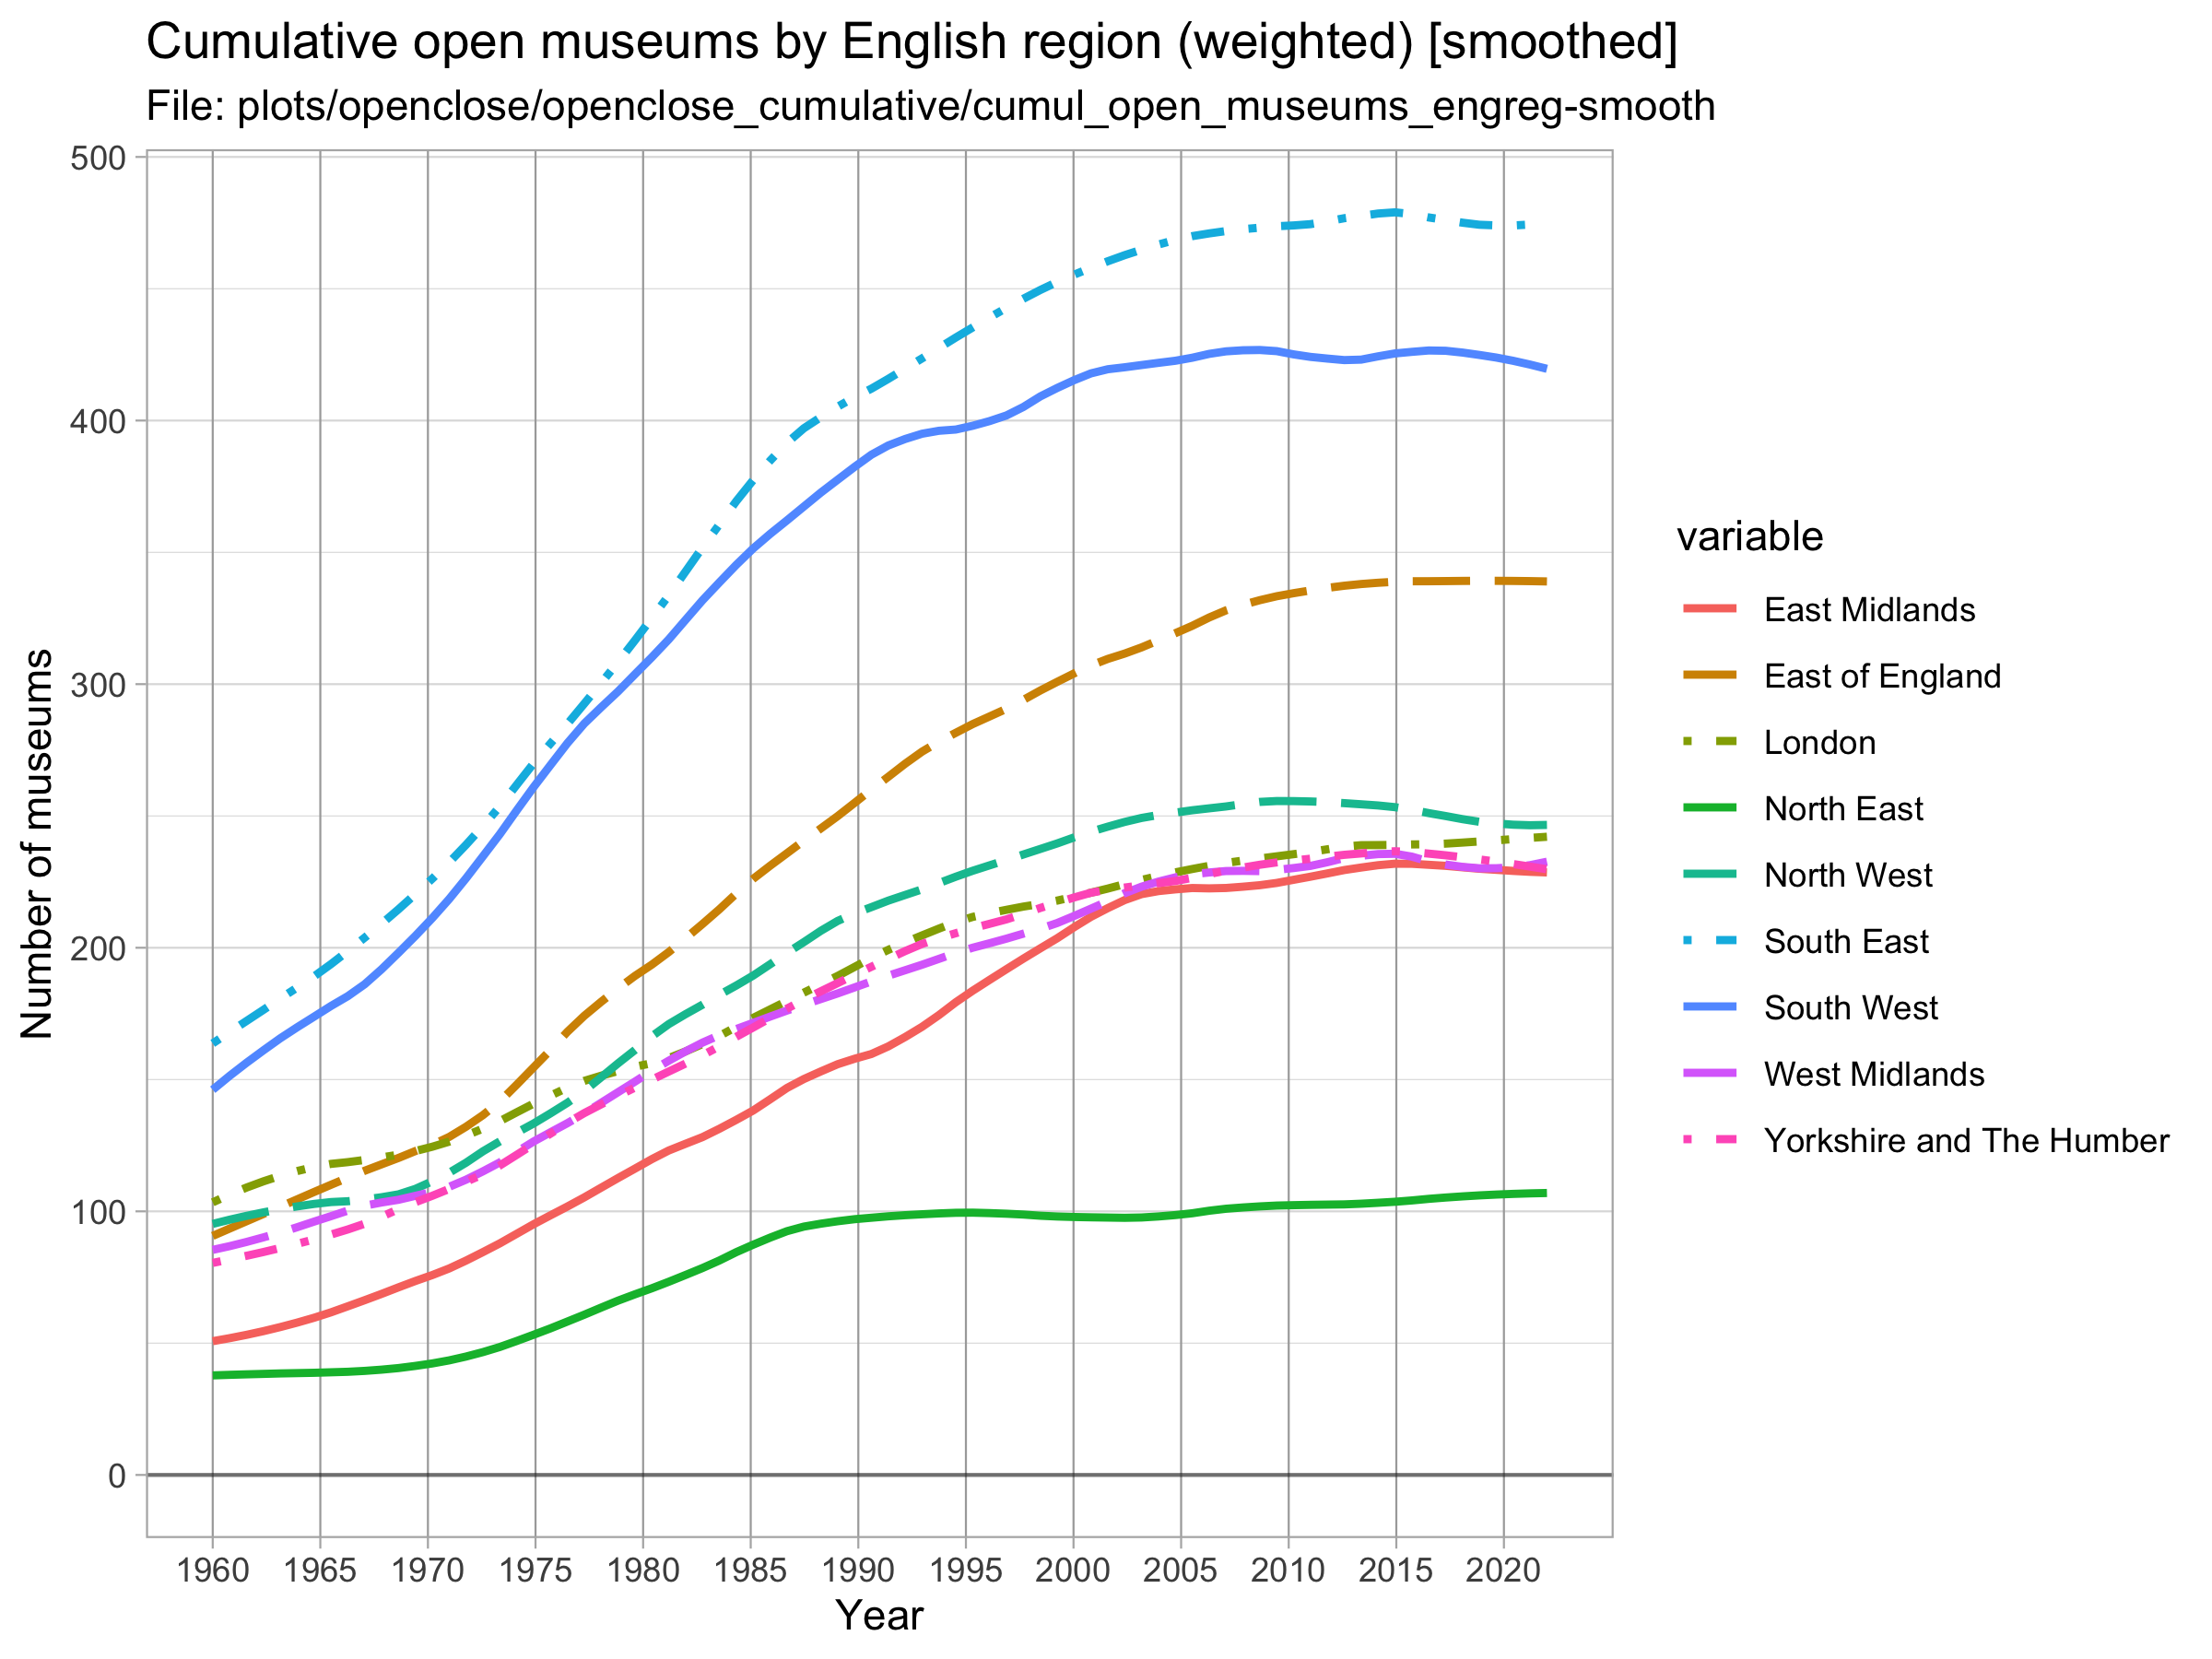 Cumulative open museums by English region (weighted) [smoothed]
File: plots/openclose/openclose_cumulative/cumul_open_museums_engreg-smooth
Number of museums
500
400
300
200
100
0
1960 1965 1970 1975 1980 1985 1990 1995 2000 2005 2010 2015 2020
Year
variable
East Midlands
East of England
London
North East
North West
South East
South West
West Midlands
Yorkshire and The Humber